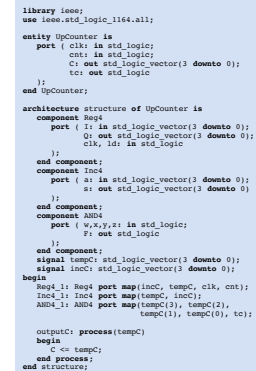 library ieee;
use ieee.std_logic_1164.all;
entity UpCounter is
port ( clk: in std_logic;
cnt: in std_logic;
C: out std_logic_vector(3 downto 0);
tc: out std_logic
);
end UpCounter;
architecture structure of UpCounter is
component Reg4
port ( I: in std_logic_vector(3 downto 0);
Q: out std_logic_vector(3 downto 0);
clk, ld: in std_logic
);
end component;
component Inc4
port ( a: in std_logic_vector(3 downto 0);
s: out std_logic_vector(3 downto 0)
);
end component;
component AND4
port ( w,x,y,z: in std_logic;
F: out std_logic
);
end component;
signal tempC: std_logic_vector(3 downto 0);
signal incC: std_logic_vector(3 downto 0);
begin
Reg4_1: Reg4 port map(incC, tempC, clk, cnt);
Inc4_1: Inc4 port map(tempC, incC);
AND4_1: AND4 port map(tempC(3), tempC(2),
tempC(1), tempC(0), tc);
outputC: process(tempC)
begin
C <= tempC;
end process;
end structure;